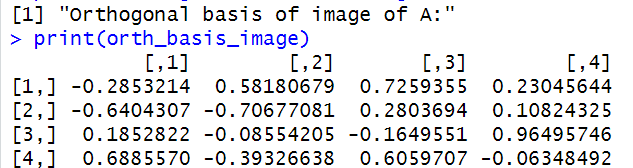 [1] "Orthogonal basis of image of A:"
> print(orth_basis_image)
[,1] [,2] [,3] [,4]
[1,] -0.2853214 0.58180679 0.7259355 0.23045644
[2,] -0.6404307 -0.70677081 0.2803694 0.10824325
[3,] 0.1852822 -0.08554205 -0.1649551 0.96495746
[4,] 0.6885570 -0.39326638 0.6059707 -0.06348492